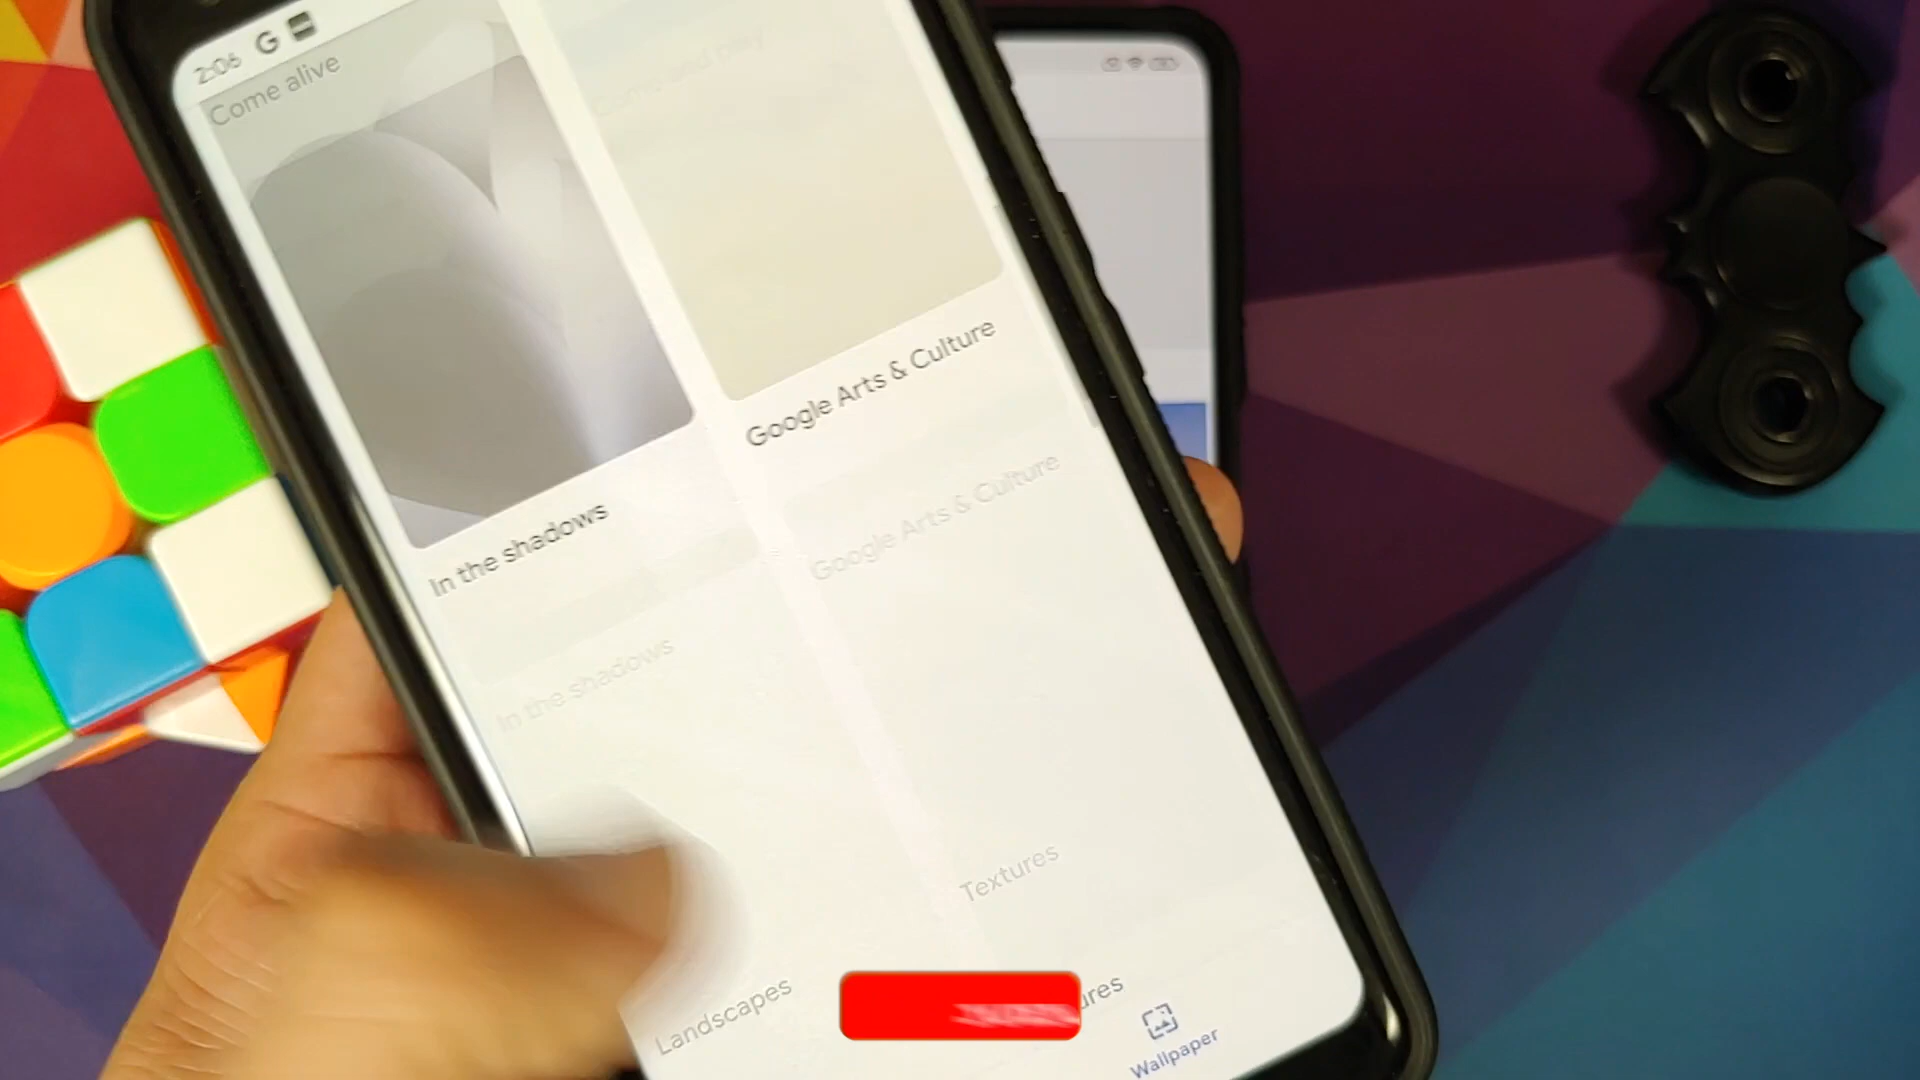 2:06 G
Come alive
Google Arts & Culture
In the shadows
Google Arts & Culture
In the shadows
Textures
Landscapes
ures
Wallpaper